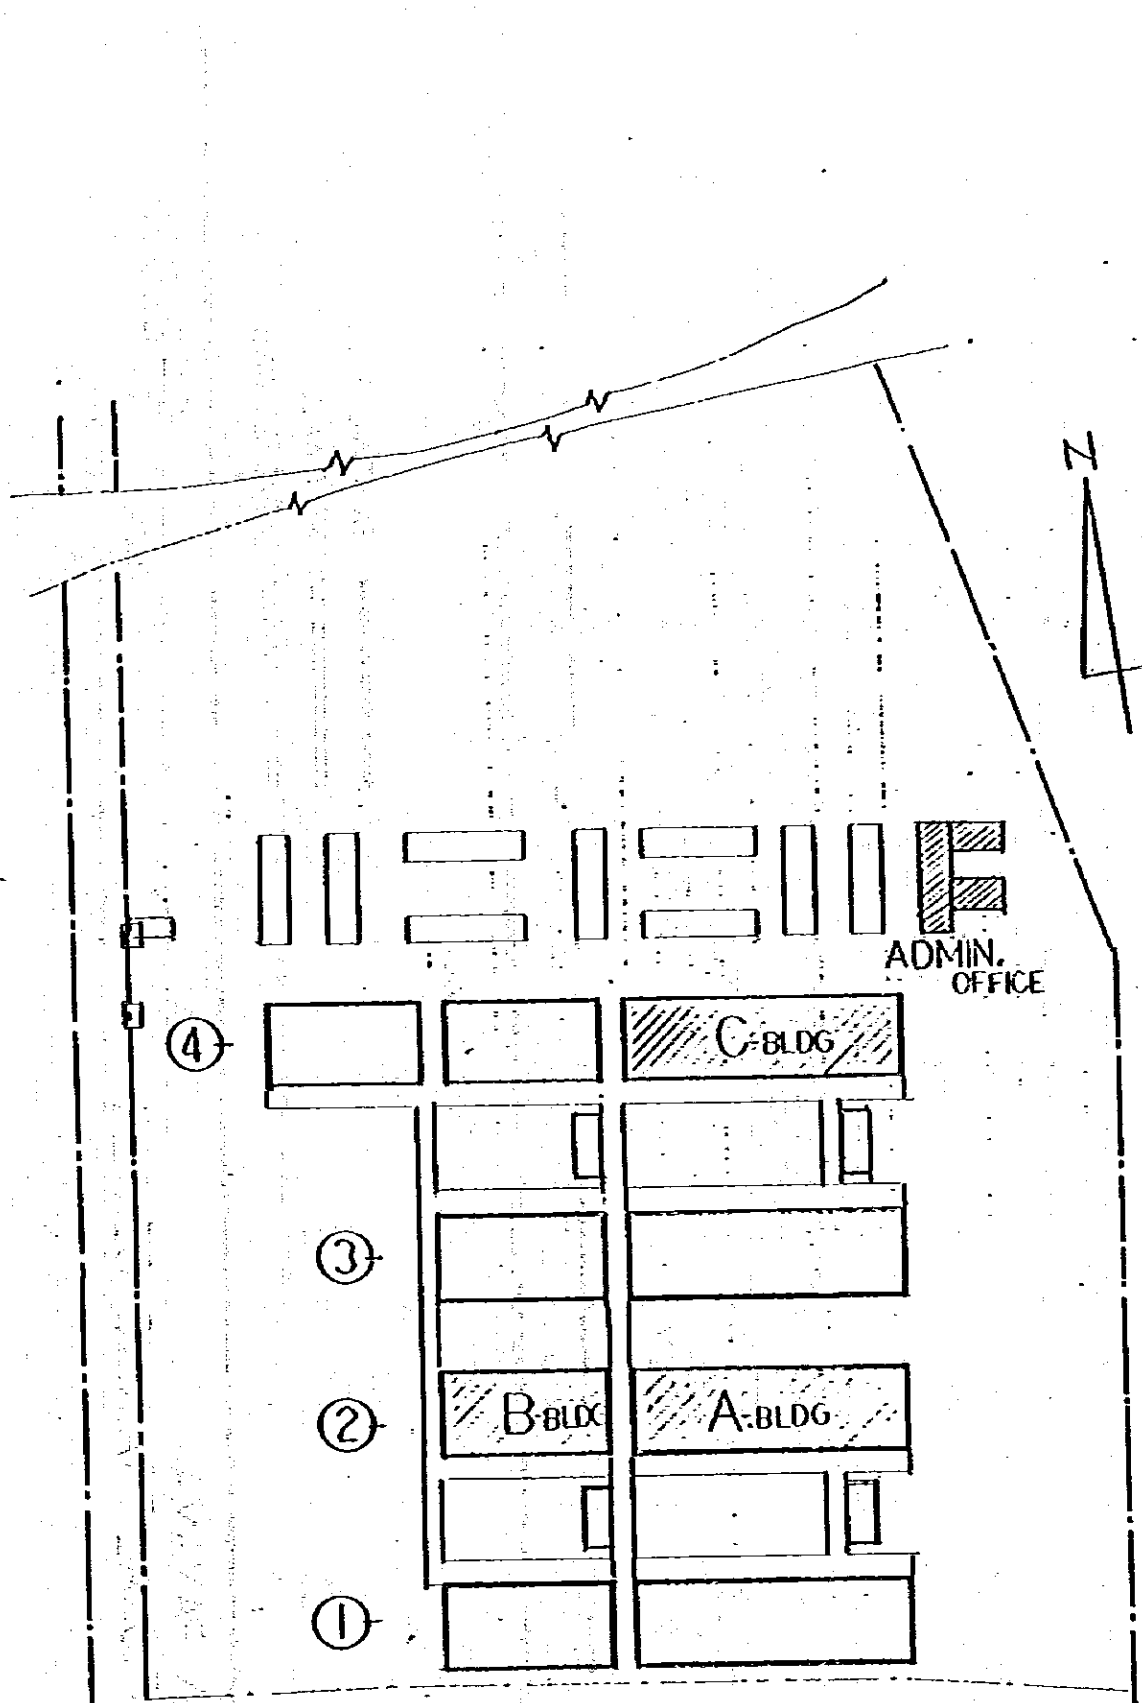 N
ADMIN.
OFFICE
④
C-BLDG
③
②
B-BLDG
A-BLDG
①